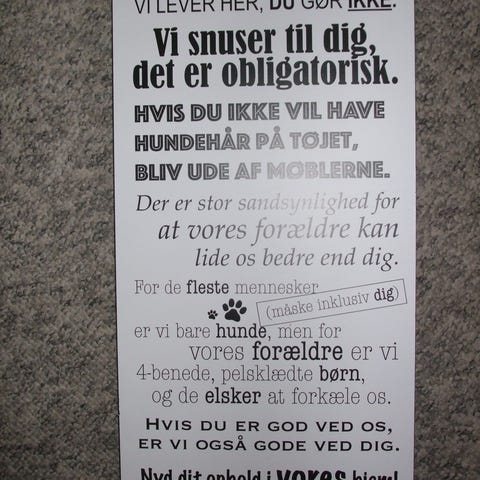 VI LEVER HER, DU GØR IKKE.
Vi snuser til dig,
det er obligatorisk.
HVIS DU IKKE VIL HAVE
HUNDEHÅR PÅ TØJET,
BLIV UDE AF MØBLERNE.
Der er stor sandsynlighed for
at vores forældre kan
lide os bedre end dig.
For de fleste mennesker
(måske inklusiv dig)
er vi bare hunde, men for
vores forældre er vi
4-benede, pelsklædte børn,
og de elsker at forkæle os.
HVIS DU ER GOD VED OS,
ER VI OGSÅ GODE VED DIG.
Nyd dit ophold i vores hjem!